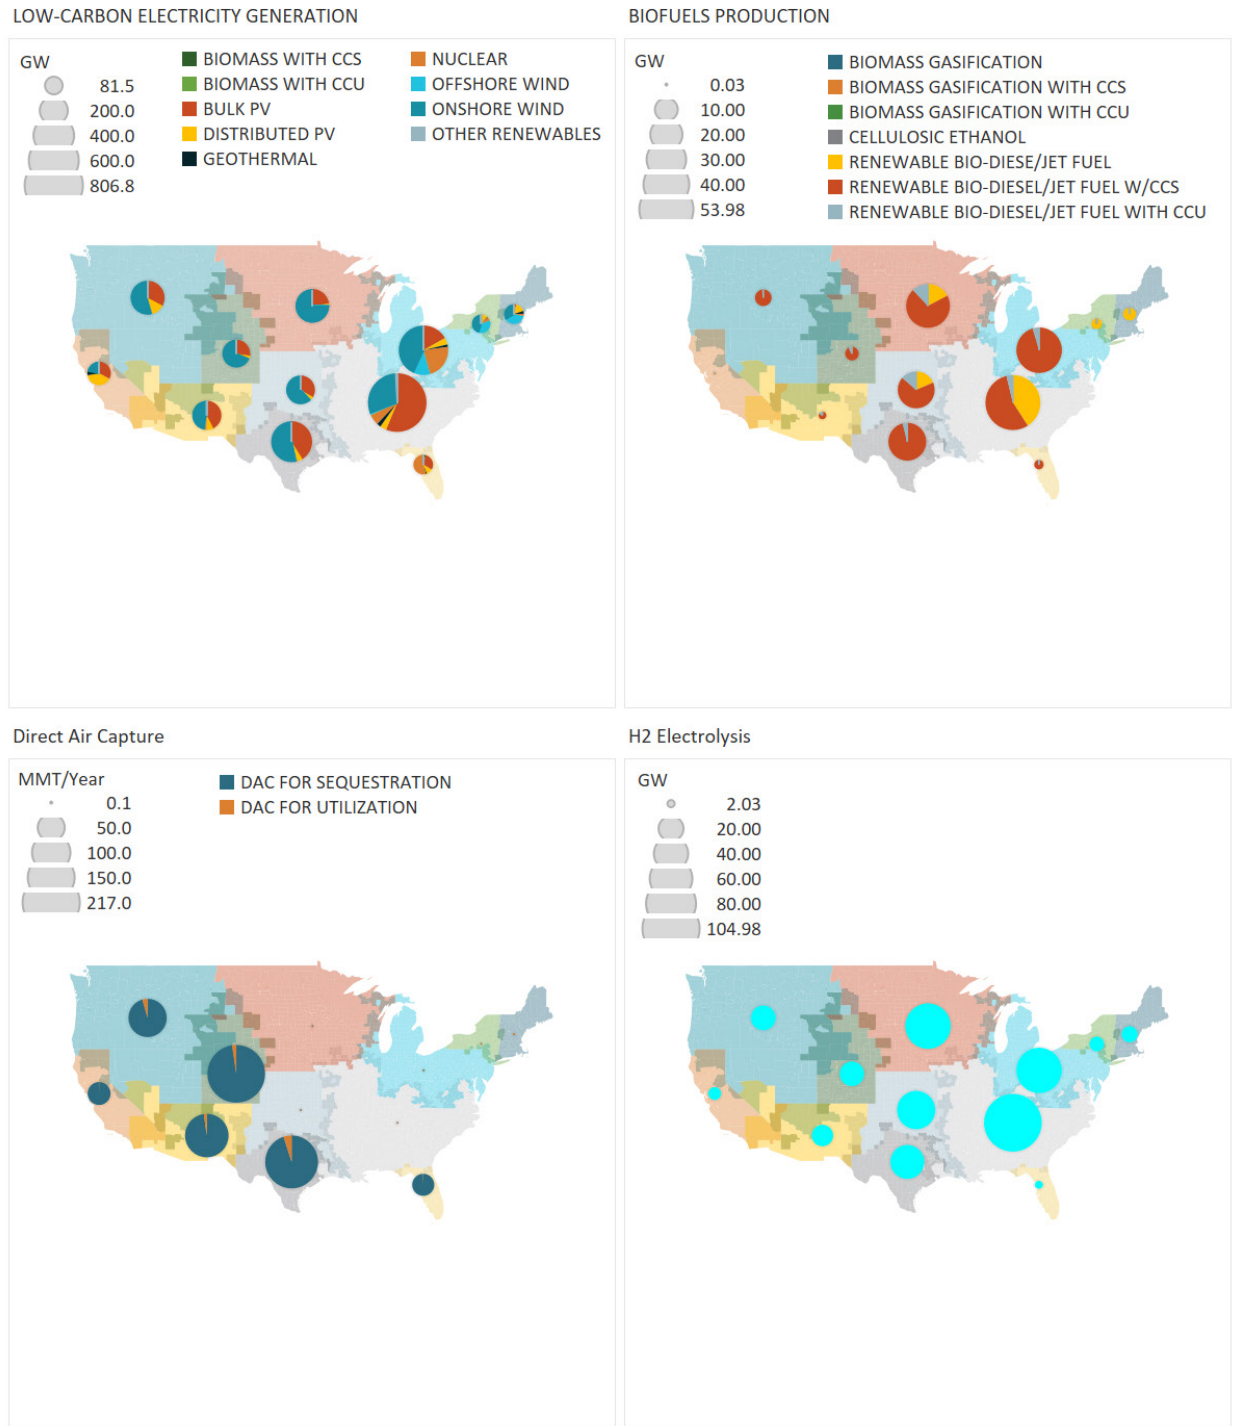 LOW-CARBON ELECTRICITY GENERATION
GW
81.5
200.0
400.0
600.0
806.8
BIOMASS WITH CCS
BIOMASS WITH CCU
BULK PV
DISTRIBUTED PV
GEOTHERMAL
NUCLEAR
OFFSHORE WIND
ONSHORE WIND
OTHER RENEWABLES
BIOFUELS PRODUCTION
GW
0.03
10.00
20.00
30.00
40.00
53.98
BIOMASS GASIFICATION
BIOMASS GASIFICATION WITH CCS
BIOMASS GASIFICATION WITH CCU
CELLULOSIC ETHANOL
RENEWABLE BIO-DIESE/JET FUEL
RENEWABLE BIO-DIESEL/JET FUEL W/CCS
RENEWABLE BIO-DIESEL/JET FUEL WITH CCU
Direct Air Capture
MMT/Year
0.1
50.0
100.0
150.0
217.0
DAC FOR SEQUESTRATION
DAC FOR UTILIZATION
H2 Electrolysis
GW
2.03
20.00
40.00
60.00
80.00
104.98